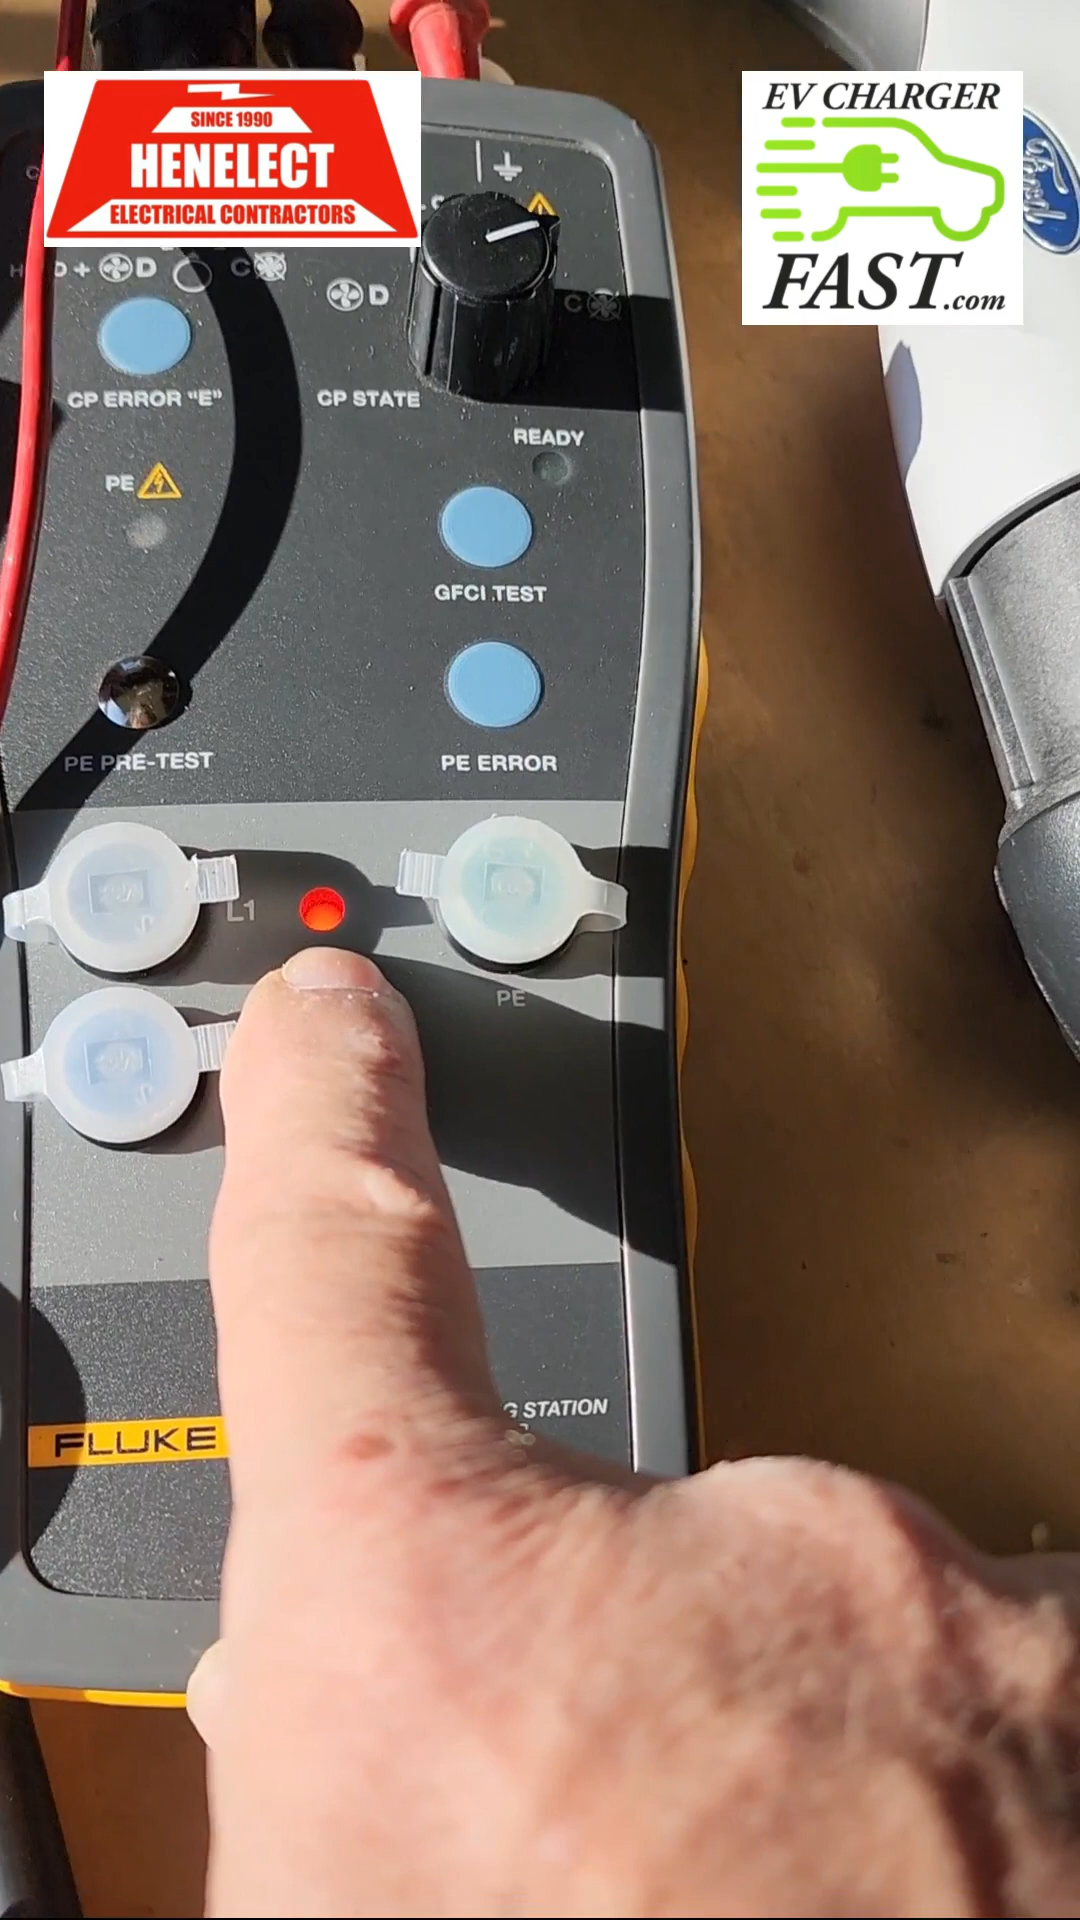 SINCE 1990
HENELECT
ELECTRICAL CONTRACTORS
EV CHARGER
FAST.com
Ford
D
C
D
C
CP ERROR "E"
CP STATE
READY
PE
GFCI TEST
PE PRE-TEST
PE ERROR
L1
PE
G STATION
FLUKE